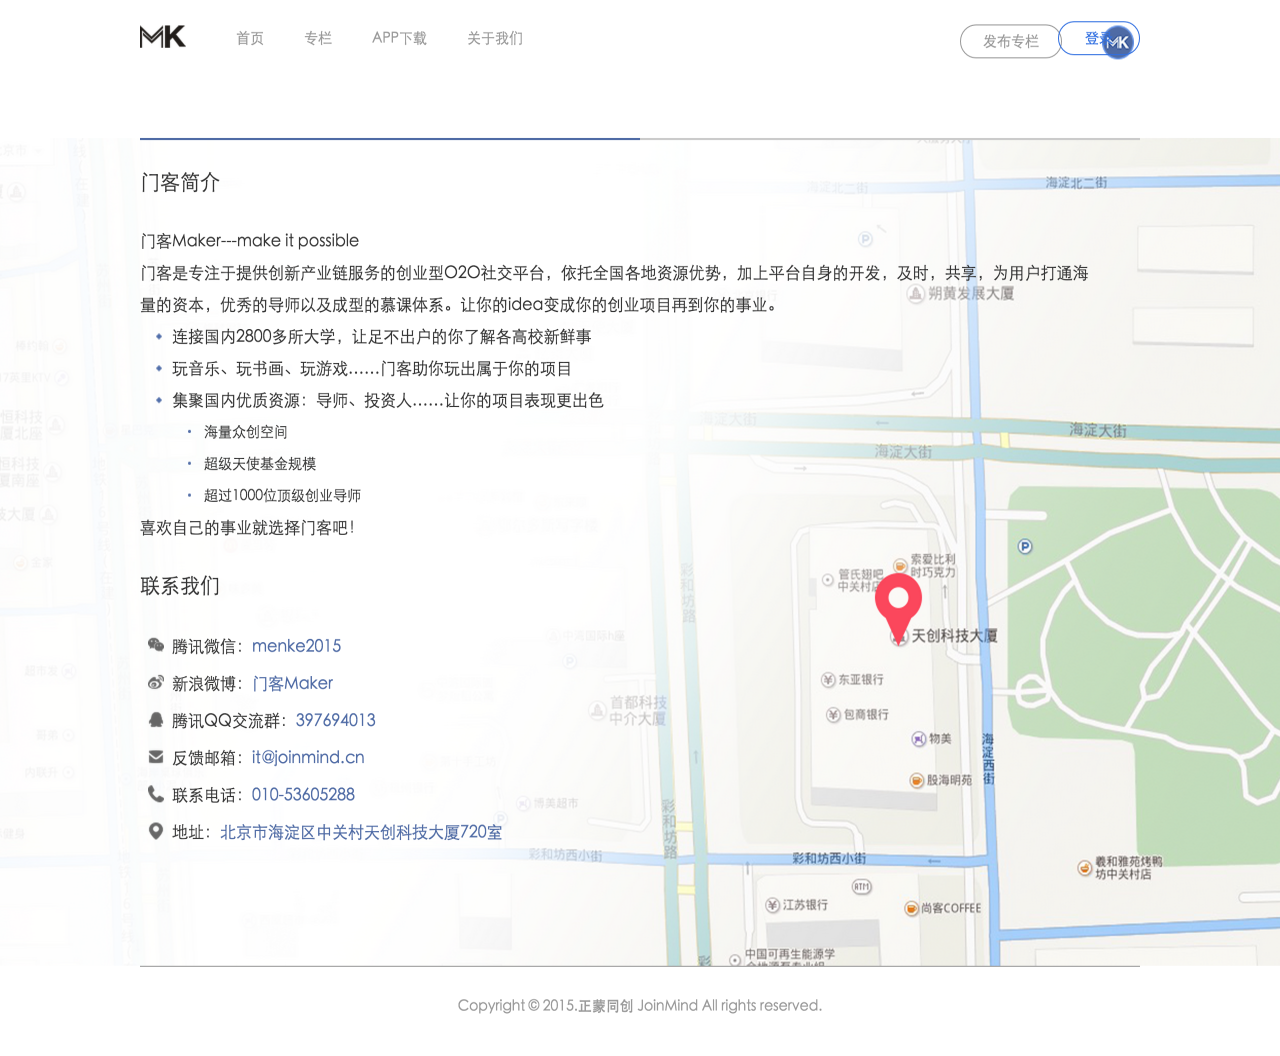 MK
首页
专栏
APP下载
关于我们
发布专栏
MK
门客简介
门客Maker---make it possible
门客是专注于提供创新产业链服务的创业型O2O社交平台，依托全国各地资源优势，加上平台自身的开发，及时，共享，为用户打通海
量的资本，优秀的导师以及成型的慕课体系。让你的idea变成你的创业项目再到你的事业。
连接国内2800多所大学，让足不出户的你了解各高校新鲜事
玩音乐、玩书画、玩游戏……门客助你玩出属于你的项目
集聚国内优质资源：导师、投资人……让你的项目表现更出色
海量众创空间
超级天使基金规模
超过1000位顶级创业导师
喜欢自己的事业就选择门客吧！
联系我们
腾讯微信：menke2015
新浪微博：门客Maker
腾讯QQ交流群：397694013
反馈邮箱：it@joinmind.cn
联系电话：010-53605288
地址：北京市海淀区中关村天创科技大厦720室
海淀北二街
海淀北二街
P
朔黄发展大厦
海淀大街
海淀大街
海淀大街
P
索爱比利
时巧克力
管氏翅吧
中关村店
天创科技大厦
东亚银行
包商银行
物美
殷海明苑
海淀西街
彩和坊路
首都科技
中介大厦
博美超市
彩和坊路
彩和坊西小街
彩和坊西小街
ATM
羲和雅苑烤鸭
坊中关村店
江苏银行
尚客COFFEE
中国可再生能源学
Copyright © 2015.正蒙同创 JoinMind All rights reserved.